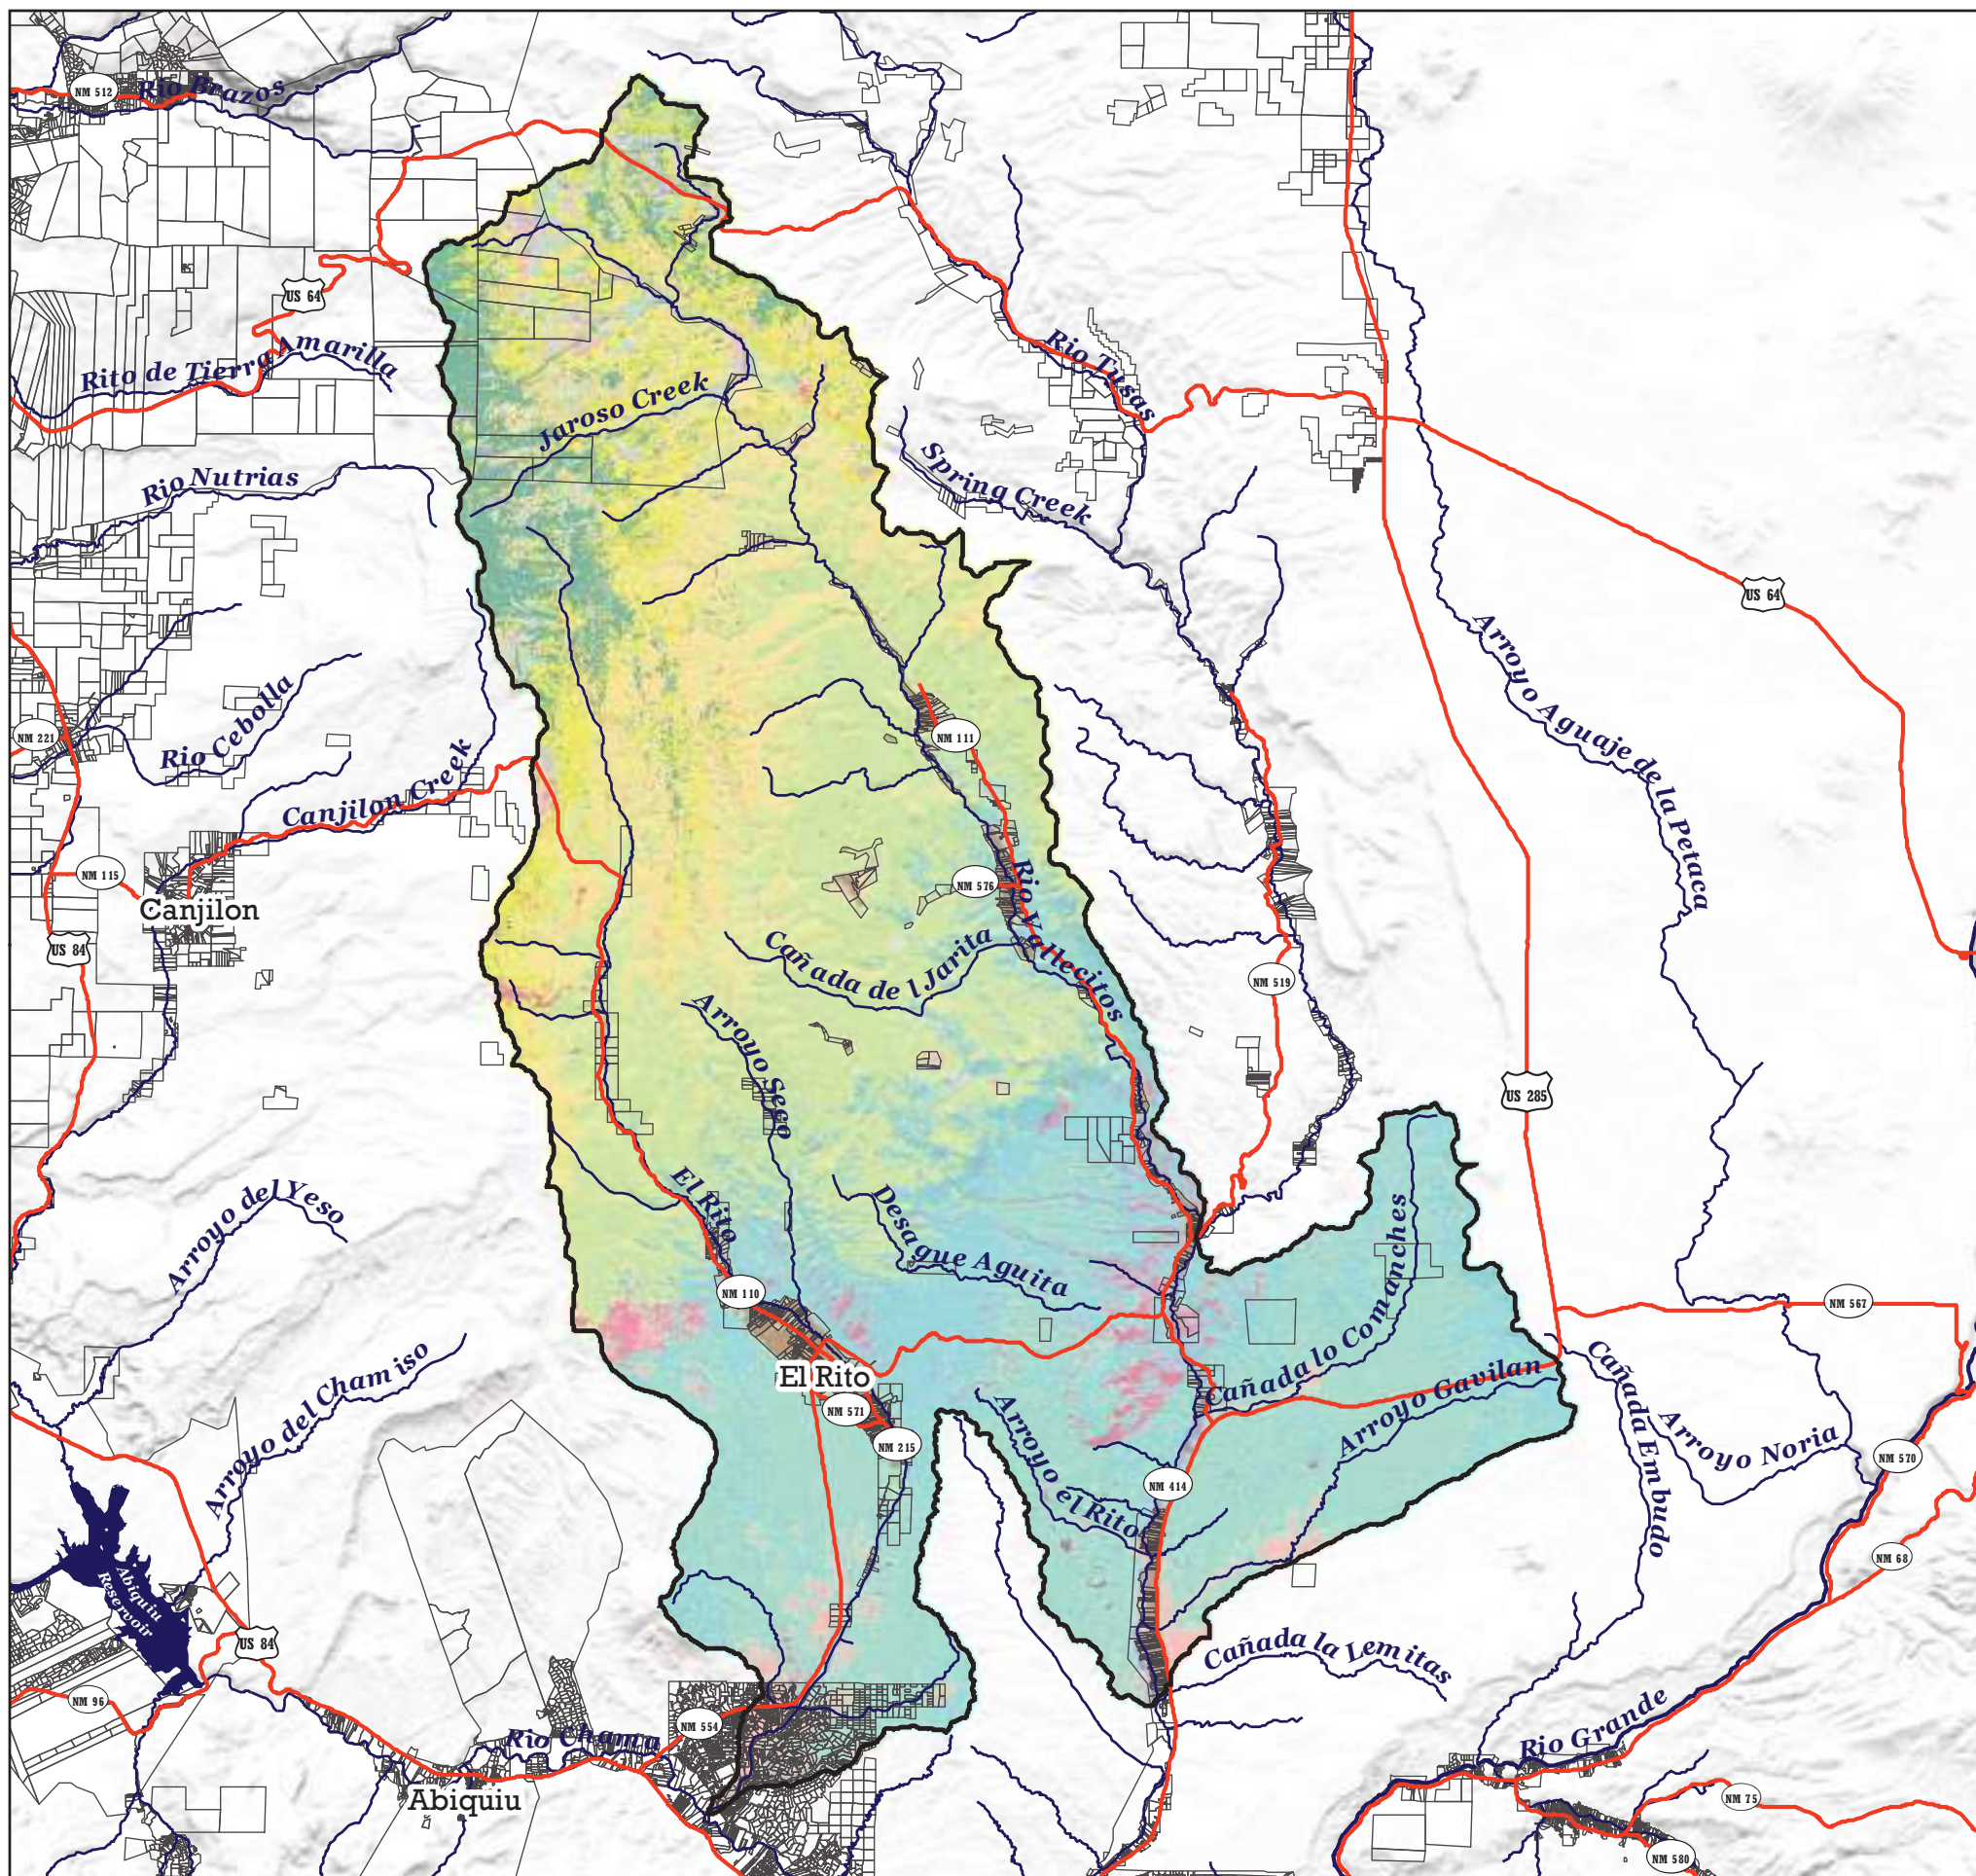 NM 512
Rio Brazos
US 64
Rito de Tierra Amarilla
Jaroso Creek
Rio Tusas
Rio Nutrias
Spring Creek
US 64
Arroyo Aguaje de la Petaca
Rio Cebolla
NM 221
NM 111
Canjilon Creek
NM 115
Canjilon
NM 576
Rio Vallecitos
US 84
Cañada de l Jarita
NM 519
Arroyo Seco
US 285
Arroyo del Yeso
El Rito
Desague Aguita
Cañada lo Comanches
NM 110
NM 567
Arroyo del Chamiso
El Rito
Arroyo Gavilan
Cañada Embudo
NM 571
Arroyo Noria
NM 215
NM 570
Arroyo el Rito
NM 414
NM 68
Abiquiu
Reservoir
US 84
Cañada la Lemitas
NM 96
NM 554
Rio Chama
Rio Grande
Abiquiu
NM 75
NM 580